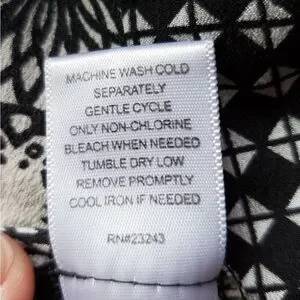 MACHINE WASH COLD
SEPARATELY
GENTLE CYCLE
ONLY NON-CHLORINE
BLEACH WHEN NEEDED
TUMBLE DRY LOW
REMOVE PROMPTLY
COOL IRON IF NEEDED
RN#23243